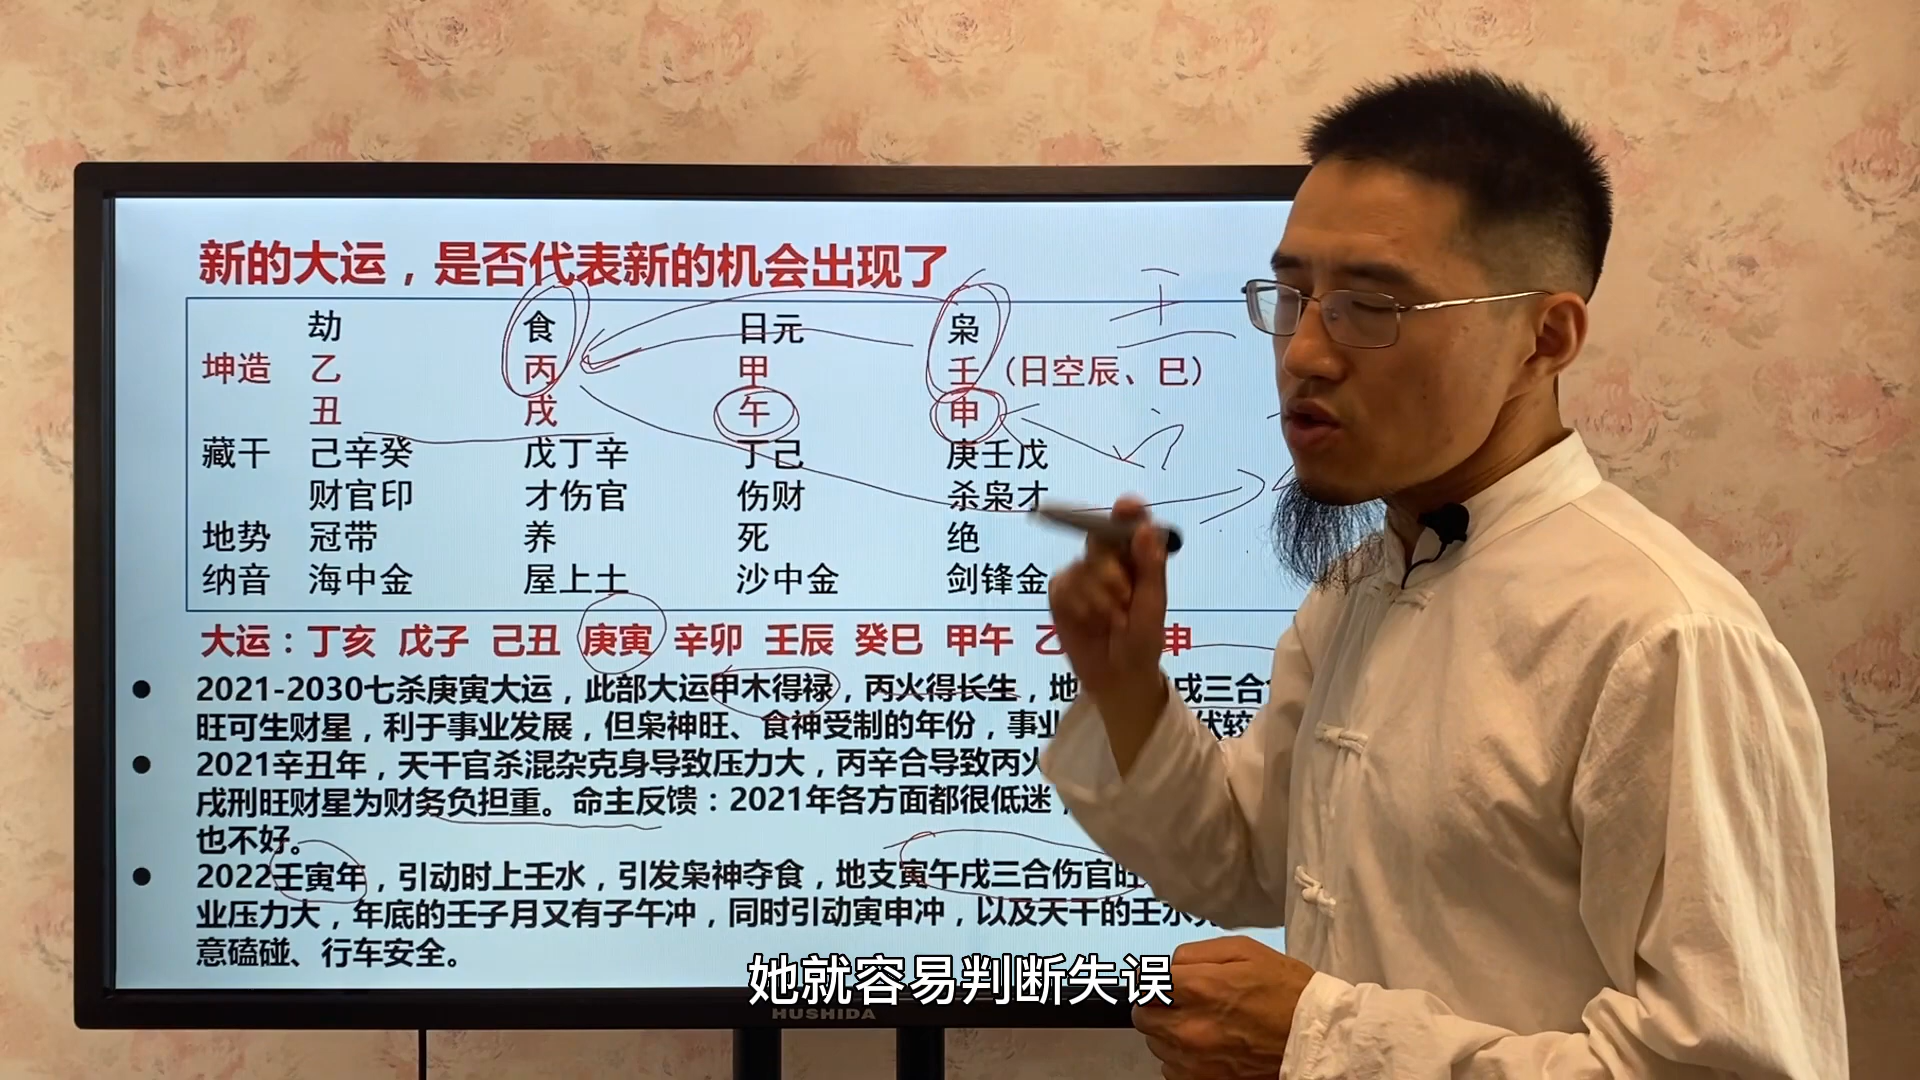 新的大运，是否代表新的机会出现了
劫 食 日元 枭
坤造 乙 丙 甲 壬（日空辰、巳）
丑 戌 午 申
藏干 己辛癸 戊丁辛 丁己 庚壬戊
财官印 才伤官 伤财 杀枭才
地势 冠带 养 死 绝
纳音 海中金 屋上土 沙中金 剑锋金
大运：丁亥 戊子 己丑 庚寅 辛卯 壬辰 癸巳 甲午 乙 申
2021-2030七杀庚寅大运，此部大运甲木得禄，丙火得长生，地 戌三合
旺可生财星，利于事业发展，但枭神旺、食神受制的年份，事业 伏较
2021辛丑年，天干官杀混杂克身导致压力大，丙辛合导致丙火
戌刑旺财星为财务负担重。命主反馈：2021年各方面都很低迷，
也不好。
2022壬寅年，引动时上壬水，引发枭神夺食，地支寅午戌三合伤官旺
业压力大，年底的壬子月又有子午冲，同时引动寅申冲，以及天干的壬水
意磕碰、行车安全。
她就容易判断失误
HUSHIDA